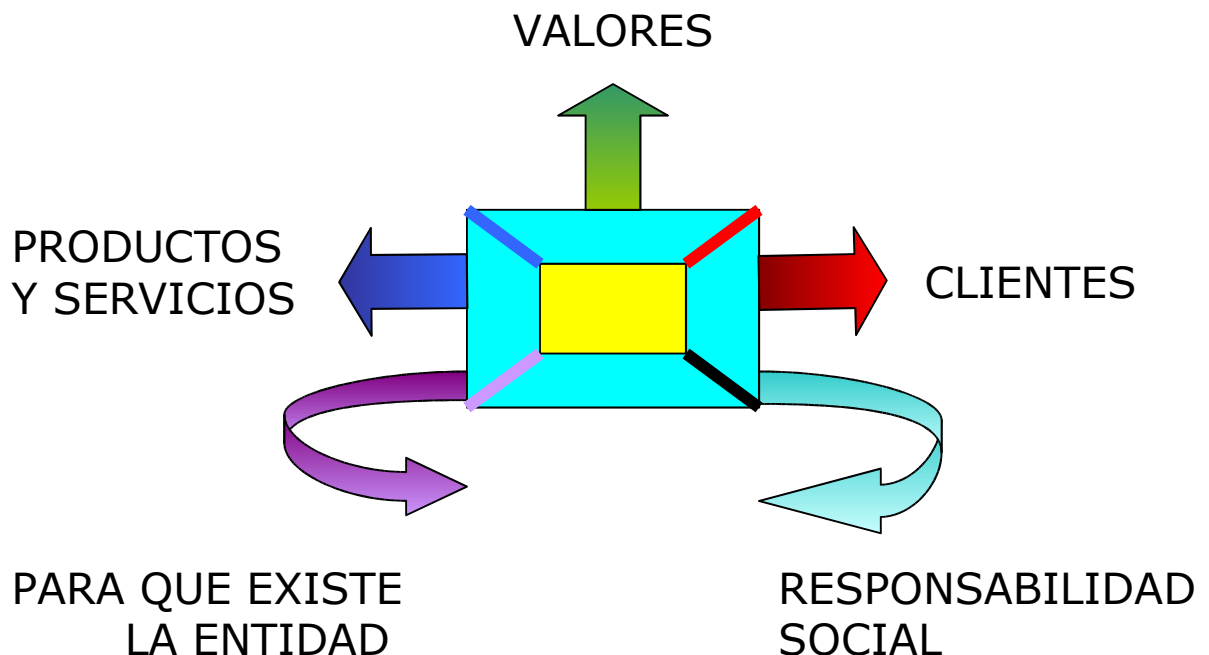 VALORES
PRODUCTOS
Y SERVICIOS
CLIENTES
PARA QUE EXISTE
LA ENTIDAD
RESPONSABILIDAD
SOCIAL